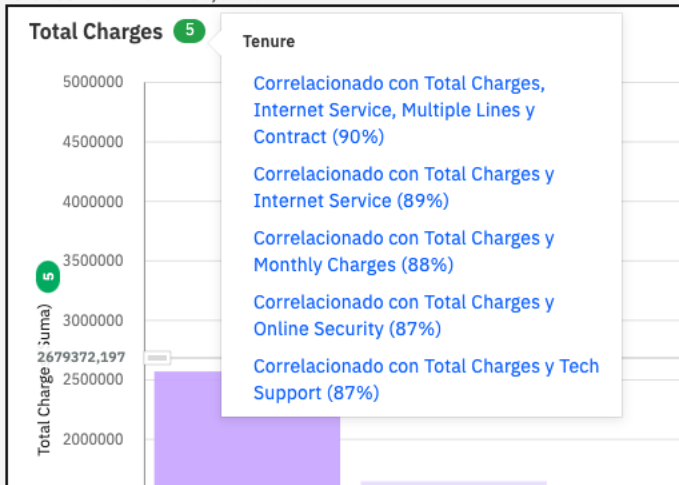 Total Charges 5
Tenure
Correlacionado con Total Charges,
Internet Service, Multiple Lines y
Contract (90%)
Correlacionado con Total Charges y
Internet Service (89%)
Correlacionado con Total Charges y
Monthly Charges (88%)
Correlacionado con Total Charges y
Online Security (87%)
Correlacionado con Total Charges y Tech
Support (87%)
5000000
4500000
4000000
3500000
3000000
2679372,197
2500000
2000000
5
Total Charge